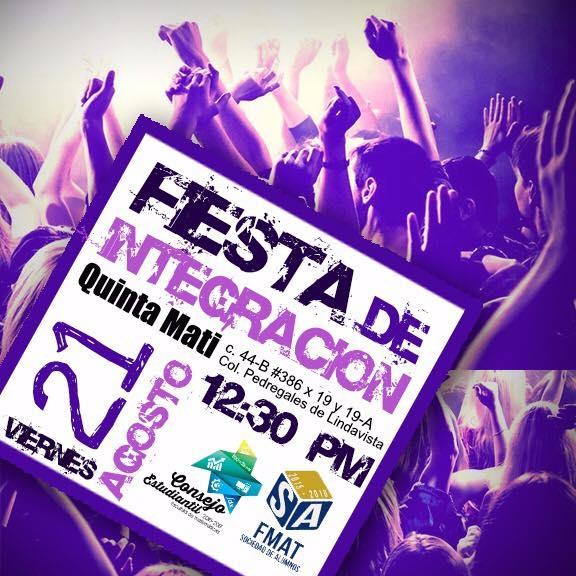 FIESTA DE
INTEGRACION
Quinta Mati
c. 44-B #386 x 19 y 19-A
Col. Pedregales de Lindavista
12:30 PM
VIERNES
21
AGOSTO
Consejo
Estudiantil
2015 - 2016
SA
FMAT
SOCIEDAD DE ALUMNOS